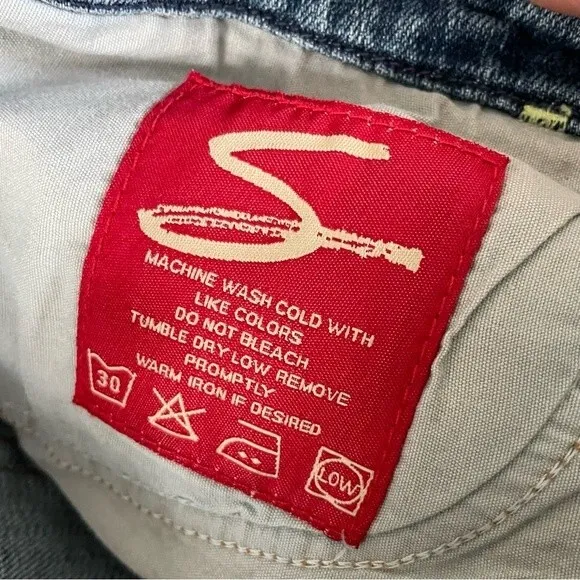 S
MACHINE WASH COLD WITH
LIKE COLORS
DO NOT BLEACH
TUMBLE DRY LOW REMOVE
PROMPTLY
WARM IRON IF DESIRED
30
LOW